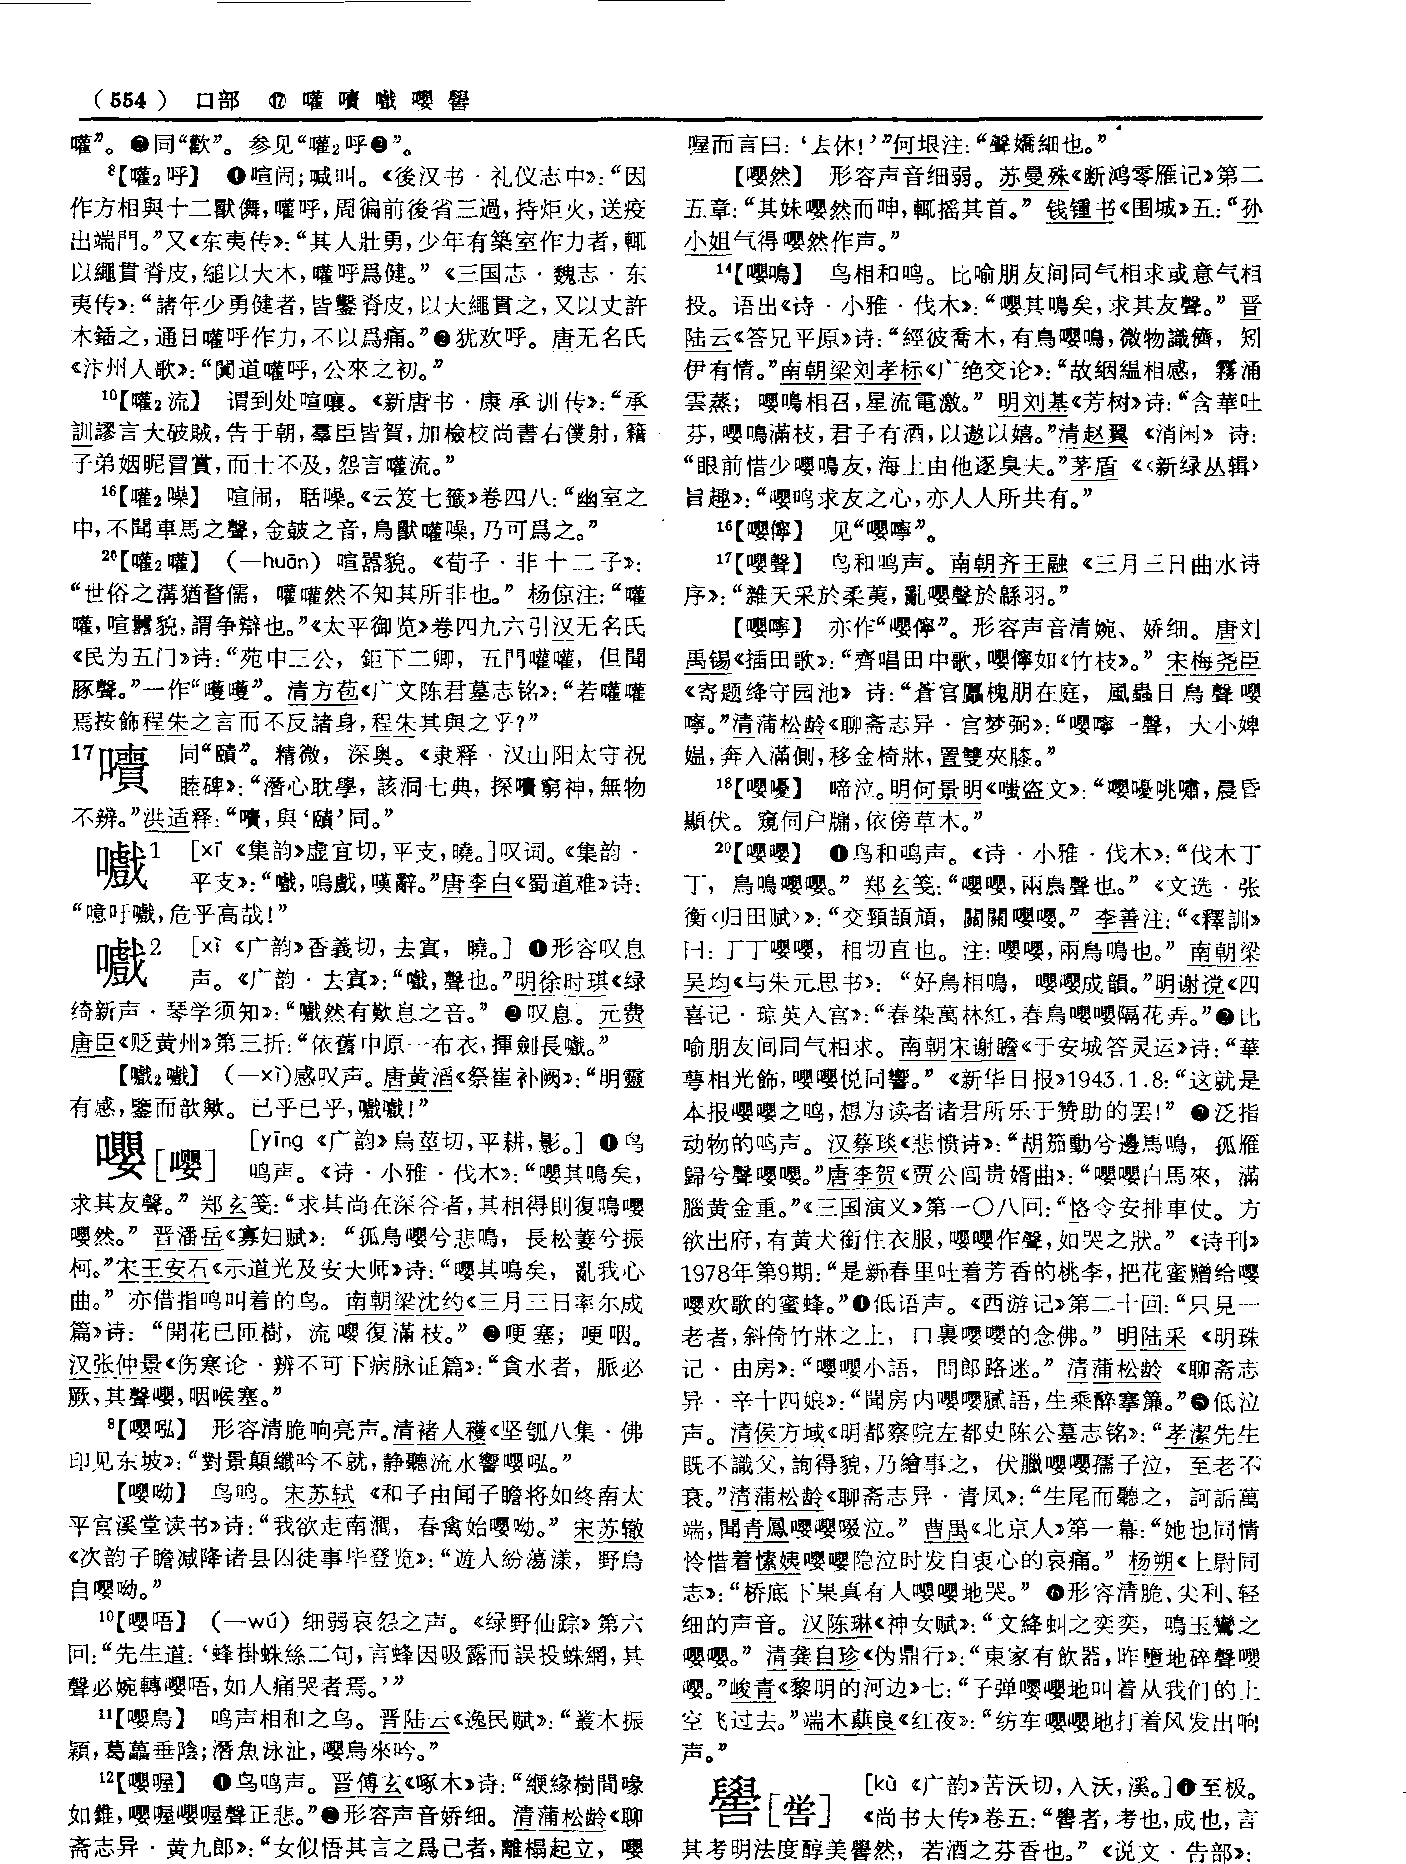 （554） 口部 ⑰ 嚾 嘳 嚱 嚶 嚳
嚾”。❷同“歡”。参见“嚾₂呼❷”。
⁸【嚾₂呼】 ❶喧闹；喊叫。《後汉书·礼仪志中》：“因
作方相與十二獸儛，嚾呼，周徧前後省三過，持炬火，送疫
出端門。”又《东夷传》：“其人壯勇，少年有築室作力者，輒
以繩貫脊皮，縋以大木，嚾呼爲健。”《三国志·魏志·东
夷传》：“諸年少勇健者，皆鑿脊皮，以大繩貫之，又以丈許
木鍤之，通日嚾呼作力，不以爲痛。”❷犹欢呼。唐无名氏
《汴州人歌》：“闐道嚾呼，公來之初。”
¹⁰【嚾₂流】 谓到处喧嚷。《新唐书·康承训传》：“承
訓謬言大破賊，告于朝，羣臣皆賀，加檢校尚書右僕射，籍
子弟姻昵冒賞，而士不及，怨言嚾流。”
¹⁶【嚾₂噪】 喧闹，聒噪。《云笈七籤》卷四八：“幽室之
中，不聞車馬之聲，金鼓之音，鳥獸嚾噪，乃可爲之。”
²⁰【嚾₂嚾】 （—huān）喧嚣貌。《荀子·非十二子》：
“世俗之溝猶瞀儒，嚾嚾然不知其所非也。”杨倞注：“嚾
嚾，喧嚻貌，謂争辯也。”《太平御览》卷四九六引汉无名氏
《民为五门》诗：“苑中三公，鉅下二卿，五門嚾嚾，但聞
豚聲。”一作“嚄嚄”。清方苞《广文陈君墓志铭》：“若嚾嚾
焉按飾程朱之言而不反諸身，程朱其與之乎？”
17 同“賾”。精微，深奥。《隶释·汉山阳太守祝
睦碑》：“潛心耽學，該洞七典，探嘖窮神，無物
不辨。”洪适释：“嘖，與‘賾’同。”
嚱1 ［xī《集韵》虚宜切，平支，曉。］叹词。《集韵·
平支》：“嚱，嗚戲，嘆辭。”唐李白《蜀道难》诗：
“噫吁嚱，危乎高哉！”
嚱2 ［xì《广韵》香義切，去寘，曉。］❶形容叹息
声。《广韵·去寘》：“嚱，聲也。”明徐时琪《绿
绮新声·琴学须知》：“嚱然有歎息之音。”❷叹息。元费
唐臣《贬黄州》第三折：“依舊中原一布衣，揮劍長嚱。”
【嚱₂嚱】 （—xì）感叹声。唐黄滔《祭崔补阙》：“明靈
有感，鑒而歆歟。已乎已乎，嚱嚱！”
嚶［嘤］ ［yīng《广韵》烏莖切，平耕，影。］❶鸟
鸣声。《诗·小雅·伐木》：“嚶其鳴矣，
求其友聲。”郑玄笺：“求其尚在深谷者，其相得則復鳴嚶
嚶然。”晋潘岳《寡妇赋》：“孤鳥嚶兮悲鳴，長松萋兮振
柯。”宋王安石《示道光及安大师》诗：“嚶其鳴矣，亂我心
曲。”亦借指鸣叫着的鸟。南朝梁沈约《三月三日率尔成
篇》诗：“開花已匝樹，流嚶復滿枝。”❷哽塞；哽咽。
汉张仲景《伤寒论·辨不可下病脉证篇》：“貪水者，脈必
厥，其聲嚶，咽喉塞。”
⁸【嚶吰】 形容清脆响亮声。清褚人穫《坚瓠八集·佛
印见东坡》：“對景顛纖吟不就，静聽流水響嚶吰。”
【嚶呦】 鸟鸣。宋苏轼《和子由闻子瞻将如终南太
平宫溪堂读书》诗：“我欲走南澗，春禽始嚶呦。”宋苏辙
《次韵子瞻减降诸县囚徒事毕登览》：“遊人紛蕩漾，野鳥
自嚶呦。”
¹⁰【嚶唔】 （—wú）细弱哀怨之声。《绿野仙踪》第六
回：“先生道：‘蜂掛蛛絲二句，言蜂因吸露而誤投蛛網，其
聲必婉轉嚶唔，如人痛哭者焉。’”
¹¹【嚶鳥】 鸣声相和之鸟。晋陆云《逸民赋》：“叢木振
穎，葛藟垂陰；潛魚泳沚，嚶鳥來吟。”
¹²【嚶喔】 ❶鸟鸣声。晋傅玄《啄木》诗：“緶緣樹間喙
如錐，嚶喔嚶喔聲正悲。”❷形容声音娇细。清蒲松龄《聊
斋志异·黄九郎》：“女似悟其言之爲己者，離榻起立，嚶
喔而言曰：‘去休！’”何垠注：“聲嬌細也。”
【嚶然】 形容声音细弱。苏曼殊《断鸿零雁记》第二
五章：“其妹嚶然而呻，輒摇其首。”钱锺书《围城》五：“孙
小姐气得嘤然作声。”
¹⁴【嚶鳴】 鸟相和鸣。比喻朋友间同气相求或意气相
投。语出《诗·小雅·伐木》：“嚶其鳴矣，求其友聲。”晋
陆云《答兄平原》诗：“經彼喬木，有鳥嚶鳴，微物識儕，矧
伊有情。”南朝梁刘孝标《广绝交论》：“故絪緼相感，霧涌
雲蒸；嚶鳴相召，星流電激。”明刘基《芳树》诗：“含華吐
芬，嚶鳴滿枝，君子有酒，以遨以嬉。”清赵翼《消闲》诗：
“眼前惜少嚶鳴友，海上由他逐臭夫。”茅盾《〈新绿丛辑〉
旨趣》：“嘤鸣求友之心，亦人人所共有。”
¹⁶【嚶儜】 见“嚶嚀”。
¹⁷【嚶聲】 鸟和鸣声。南朝齐王融《三月三日曲水诗
序》：“雜夭采於柔荑，亂嚶聲於緜羽。”
【嚶嚀】 亦作“嚶儜”。形容声音清婉、娇细。唐刘
禹锡《插田歌》：“齊唱田中歌，嚶儜如《竹枝》。”宋梅尧臣
《寄题绛守园池》诗：“蒼官屭槐朋在庭，風蟲日鳥聲嚶
嚀。”清蒲松龄《聊斋志异·宫梦弼》：“嚶嚀一聲，大小婢
媪，奔入滿側，移金椅牀，置雙夾膝。”
¹⁸【嚶嚘】 啼泣。明何景明《嗤盗文》：“嚶嚘咷嘯，晨昏
顯伏。窺伺户牖，依傍草木。”
²⁰【嚶嚶】 ❶鸟和鸣声。《诗·小雅·伐木》：“伐木丁
丁，鳥鳴嚶嚶。”郑玄笺：“嚶嚶，兩鳥聲也。”《文选·张
衡〈归田赋〉》：“交頸頡頏，關關嚶嚶。”李善注：“《釋訓》
曰：丁丁嚶嚶，相切直也。注：嚶嚶，兩鳥鳴也。”南朝梁
吴均《与朱元思书》：“好鳥相鳴，嚶嚶成韻。”明谢谠《四
喜记·琼英入宫》：“春染萬林紅，春鳥嚶嚶隔花弄。”❷比
喻朋友间同气相求。南朝宋谢瞻《于安城答灵运》诗：“華
萼相光飾，嚶嚶悦同響。”《新华日报》1943.1.8：“这就是
本报嘤嘤之鸣，想为读者诸君所乐于赞助的罢！”❸泛指
动物的鸣声。汉蔡琰《悲愤诗》：“胡笳動兮邊馬鳴，孤雁
歸兮聲嚶嚶。”唐李贺《贾公闾贵婿曲》：“嚶嚶白馬來，滿
腦黄金重。”《三国演义》第一〇八回：“恪令安排車仗。方
欲出府，有黄犬銜住衣服，嚶嚶作聲，如哭之狀。”《诗刊》
1978年第9期：“是新春里吐着芳香的桃李，把花蜜赠给嘤
嘤欢歌的蜜蜂。”❹低语声。《西游记》第二十回：“只見一
老者，斜倚竹牀之上，口裏嚶嚶的念佛。”明陆采《明珠
记·由房》：“嚶嚶小語，問郎路迷。”清蒲松龄《聊斋志
异·辛十四娘》：“聞房内嚶嚶膩語，生乘醉搴簾。”❺低泣
声。清侯方域《明都察院左都史陈公墓志铭》：“孝潔先生
既不識父，詢得貌，乃繪事之，伏臘嚶嚶孺子泣，至老不
衰。”清蒲松龄《聊斋志异·青凤》：“生尾而聽之，訶詬萬
端，聞青鳳嚶嚶啜泣。”曹禺《北京人》第一幕：“她也同情
怜惜着愫姨嘤嘤隐泣时发自衷心的哀痛。”杨朔《上尉同
志》：“桥底下果真有人嘤嘤地哭。”❻形容清脆、尖利、轻
细的声音。汉陈琳《神女赋》：“文絳虯之奕奕，鳴玉鸞之
嚶嚶。”清龚自珍《伪鼎行》：“東家有飲器，昨墮地碎聲嚶
嚶。”峻青《黎明的河边》七：“子弹嘤嘤地叫着从我们的上
空飞过去。”端木蕻良《红夜》：“纺车嘤嘤地打着风发出响
声。”
嚳［喾］ ［kù《广韵》苦沃切，入沃，溪。］❶至极。
《尚书大传》卷五：“嚳者，考也，成也，言
其考明法度醇美嚳然，若酒之芬香也。”《说文·告部》：